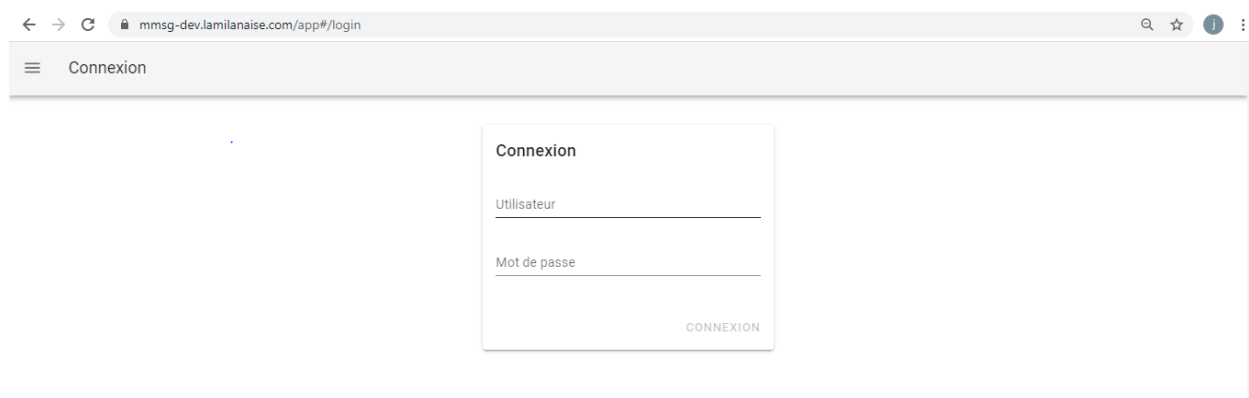 mmsg-dev.lamilanaise.com/app#/login
j
Connexion
Connexion
Utilisateur
Mot de passe
CONNEXION